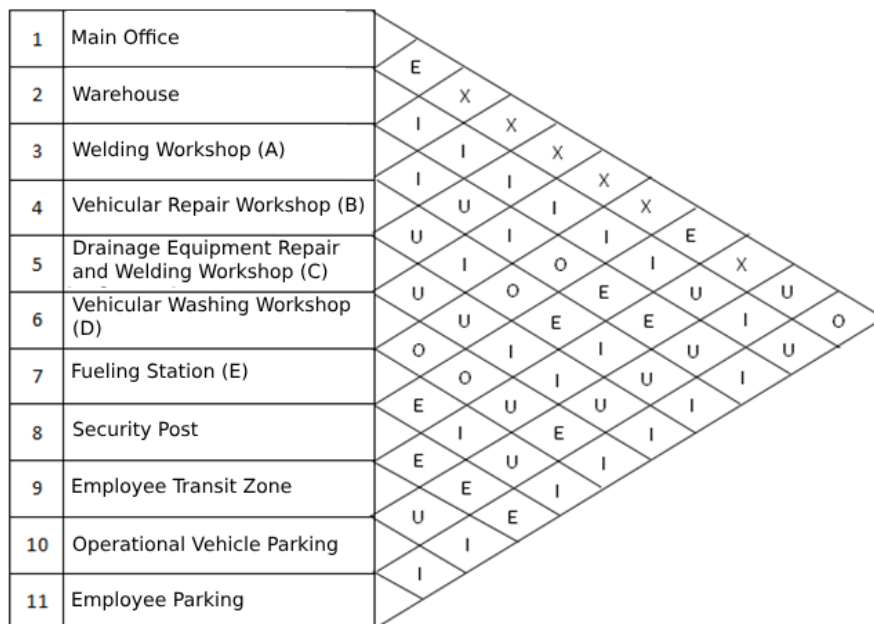 1 Main Office
E
2 Warehouse X
I X
3 Welding Workshop (A) I X
I I X
4 Vehicular Repair Workshop (B) U I X
U I I E
5 Drainage Equipment Repair
and Welding Workshop (C) I O I X
U O E U U
6 Vehicular Washing Workshop
(D) U E E I O
O I I U U
7 Fueling Station (E) O I U I
E U U I
8 Security Post I E I
E U I
9 Employee Transit Zone E I
U E
10 Operational Vehicle Parking I
I
11 Employee Parking